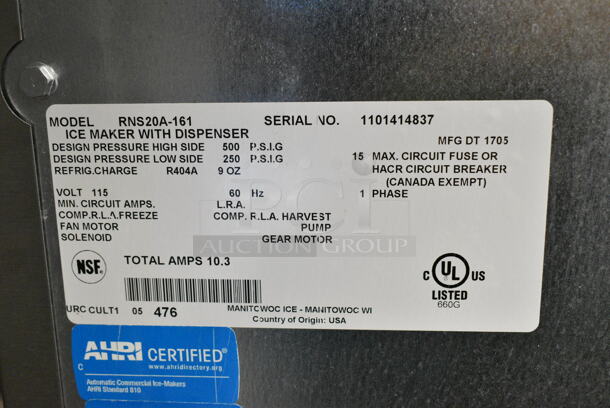 MODEL RNS20A-161 SERIAL NO. 1101414837
ICE MAKER WITH DISPENSER
MFG DT 1705
DESIGN PRESSURE HIGH SIDE 500 P.S.I.G
DESIGN PRESSURE LOW SIDE 250 P.S.I.G
REFRIG.CHARGE R404A 9 OZ
15 MAX. CIRCUIT FUSE OR
HACR CIRCUIT BREAKER
(CANADA EXEMPT)
VOLT 115 60 Hz 1 PHASE
MIN. CIRCUIT AMPS. L.R.A.
COMP.R.L.A.FREEZE COMP. R.L.A. HARVEST
FAN MOTOR PUMP
SOLENOID GEAR MOTOR
PCI
AUCTION GROUP
NSF
TOTAL AMPS 10.3
C UL US
LISTED
660G
URC CULT1 05 476
MANITOWOC ICE - MANITOWOC WI
Country of Origin: USA
AHRI CERTIFIED®
www.ahridirectory.org
C
Automatic Commercial Ice-Makers
AHRI Standard 810